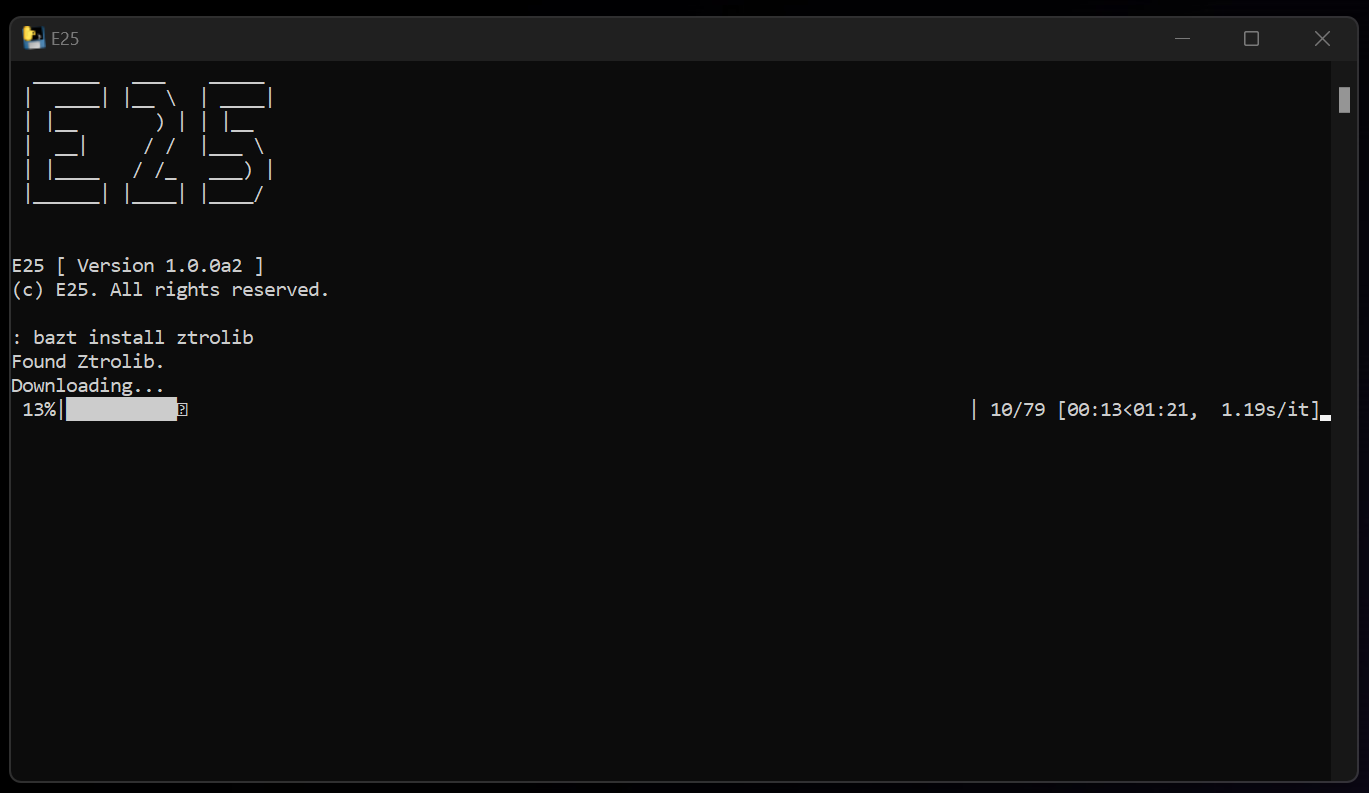 E25
E25
E25 [ Version 1.0.0a2 ]
(c) E25. All rights reserved.
: bazt install ztrolib
Found Ztrolib.
Downloading...
13%| | 10/79 [00:13<01:21, 1.19s/it]